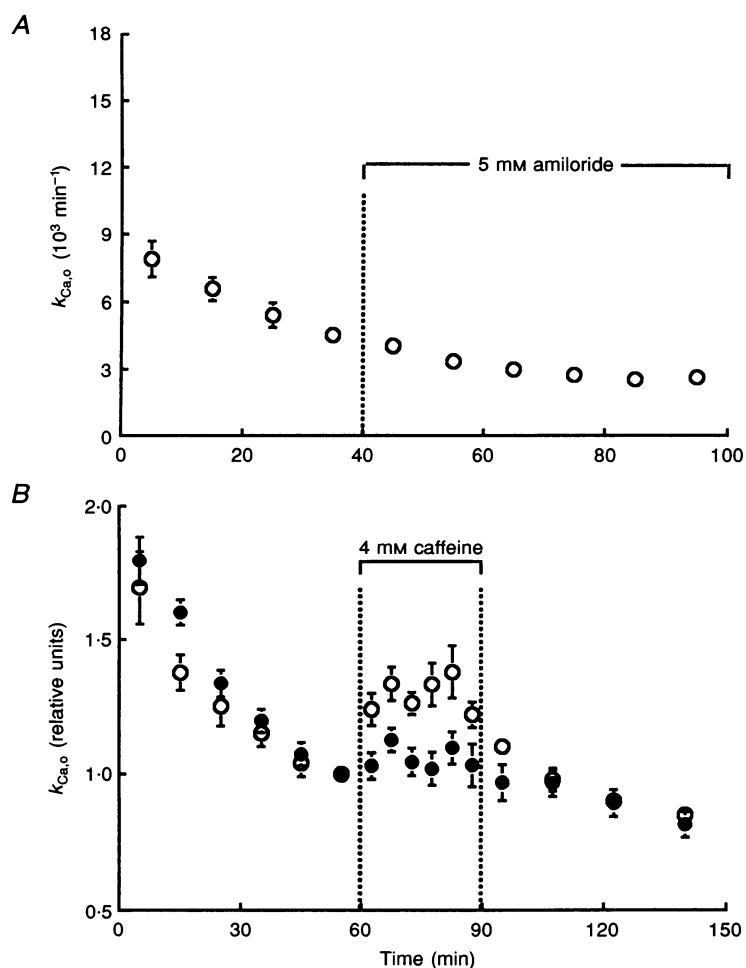 A
18
15
12
9
6
3
0
k_Ca,o (10³ min⁻¹)
5 mM amiloride
0 20 40 60 80 100
B
2·0
1·5
1·0
0·5
k_Ca,o (relative units)
4 mM caffeine
0 30 60 90 120 150
Time (min)